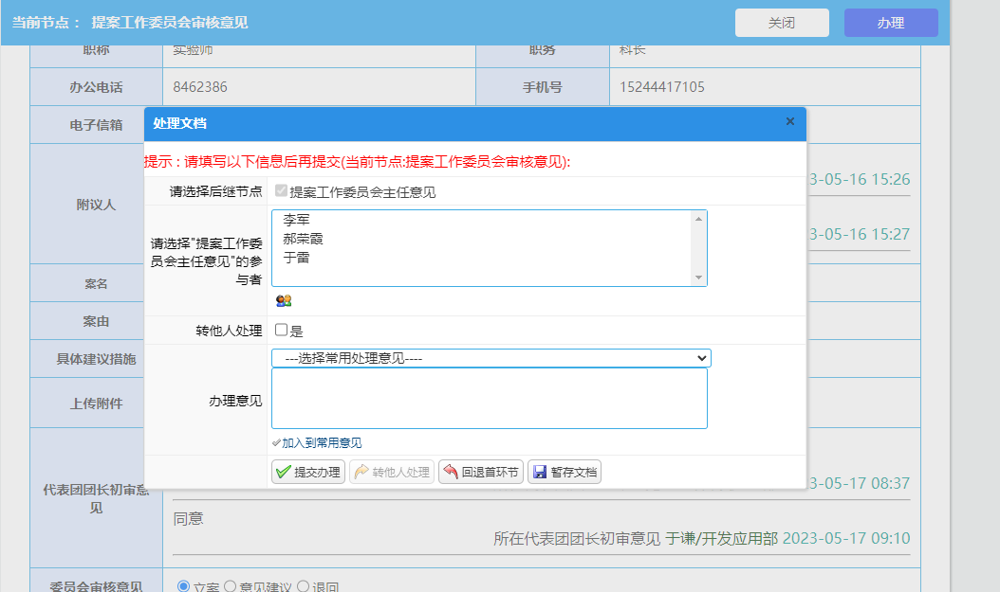 当前节点： 提案工作委员会审核意见
关闭
办理
职称
实验师
职务
科长
办公电话
8462386
手机号
15244417105
电子信箱
处理文档
×
提示：请填写以下信息后再提交(当前节点:提案工作委员会审核意见):
请选择后继节点
提案工作委员会主任意见
请选择"提案工作委
员会主任意见"的参
与者
李军
郝荣霞
于雷
转他人处理
是
---选择常用处理意见----
办理意见
加入到常用意见
提交办理
转他人处理
回退首环节
暂存文档
附议人
3-05-16 15:26
3-05-16 15:27
案名
案由
具体建议措施
上传附件
代表团团长初审意
见
3-05-17 08:37
同意
所在代表团团长初审意见 于谦/开发应用部 2023-05-17 09:10
委员会审核意见
立案
意见建议
退回